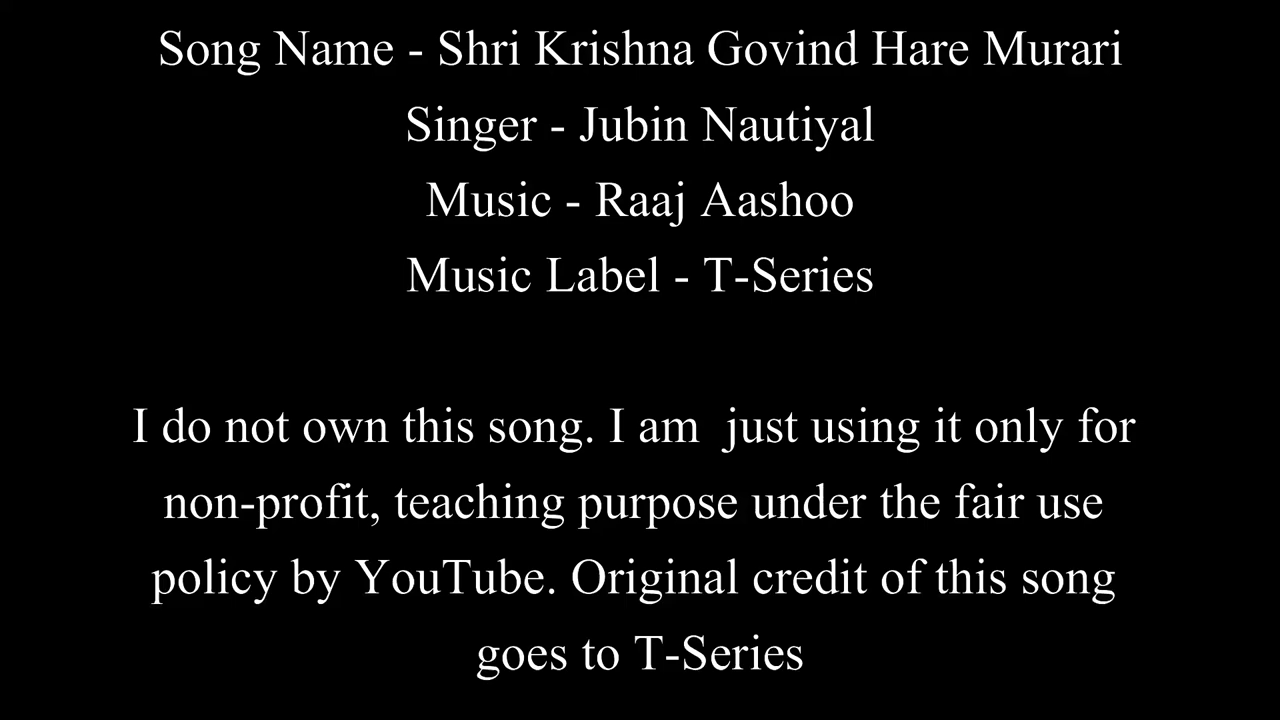 Song Name - Shri Krishna Govind Hare Murari
Singer - Jubin Nautiyal
Music - Raaj Aashoo
Music Label - T-Series
I do not own this song. I am  just using it only for
non-profit, teaching purpose under the fair use
policy by YouTube. Original credit of this song
goes to T-Series